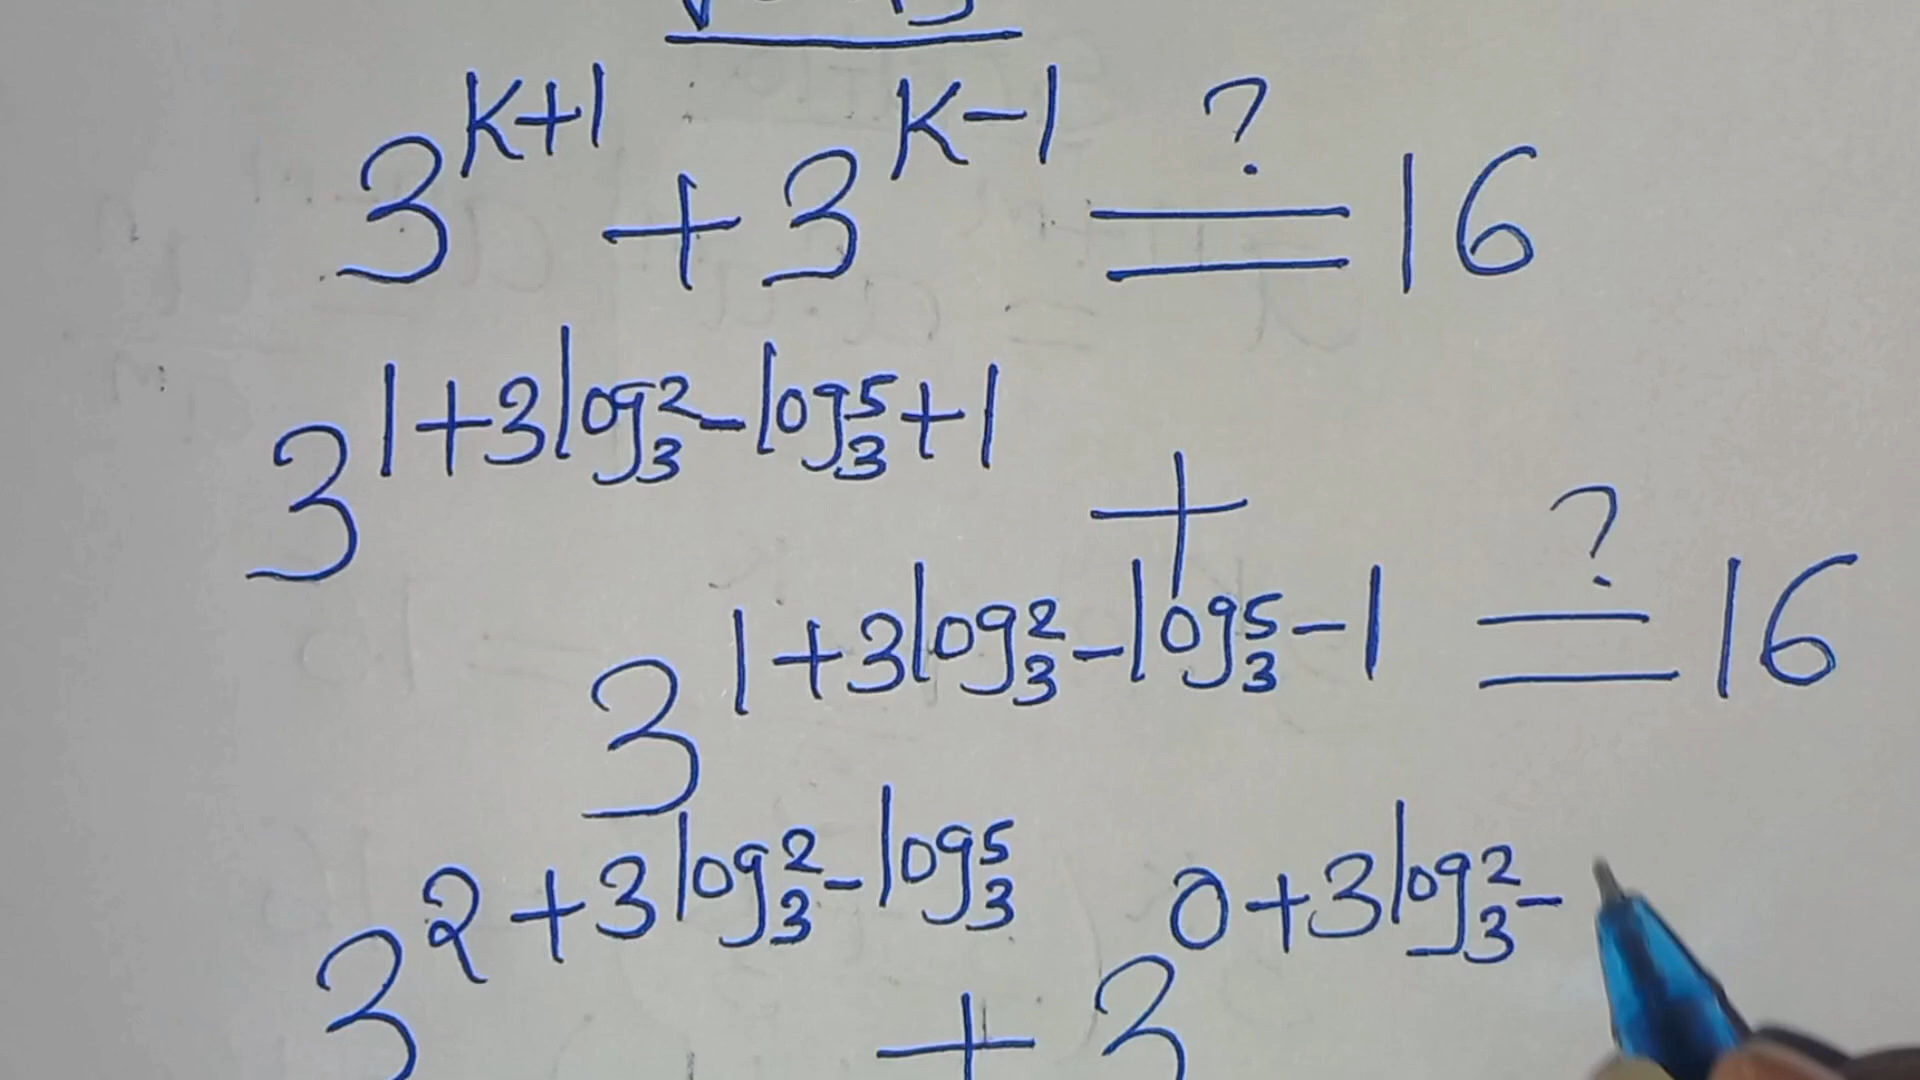 3^{k+1} + 3^{k-1} ?= 16
3^{1+3log_3^2-log_3^5+1}
+
3^{1+3log_3^2-log_3^5-1} ?= 16
3^{2+3log_3^2-log_3^5} + 3^{0+3log_3^2-